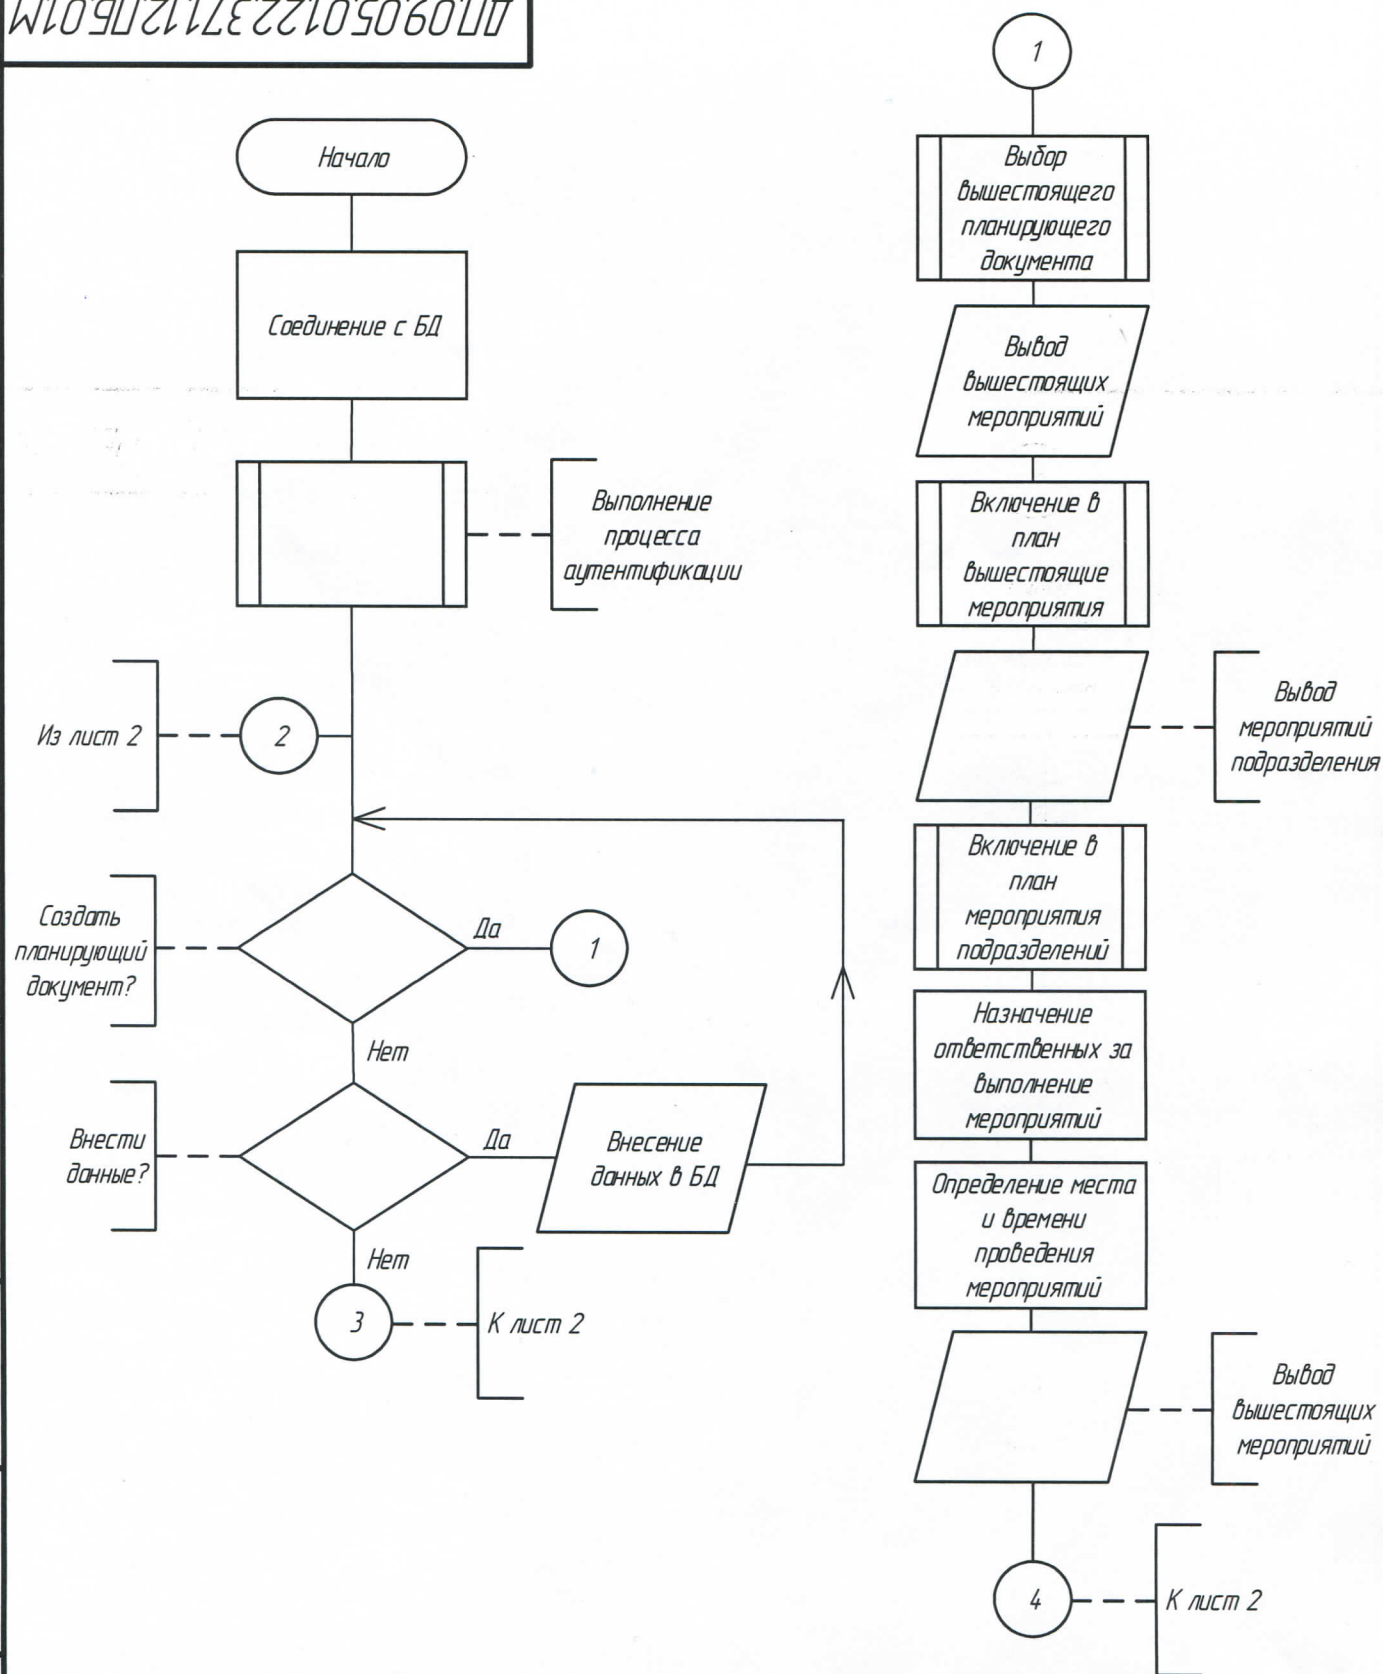 ДП.09.05.01.22.37.1.12.ПБ.01.М
Начало
Соединение с БД
Выполнение
процесса
аутентификации
Из лист 2
2
Создать
планирующий
документ?
Да
1
Нет
Внести
данные?
Да
Внесение
данных в БД
Нет
3
К лист 2
1
Выбор
вышестоящего
планирующего
документа
Вывод
вышестоящих
мероприятий
Включение в
план
вышестоящие
мероприятия
Вывод
мероприятий
подразделения
Включение в
план
мероприятия
подразделений
Назначение
ответственных за
выполнение
мероприятий
Определение места
и времени
проведения
мероприятий
Вывод
вышестоящих
мероприятий
4
К лист 2